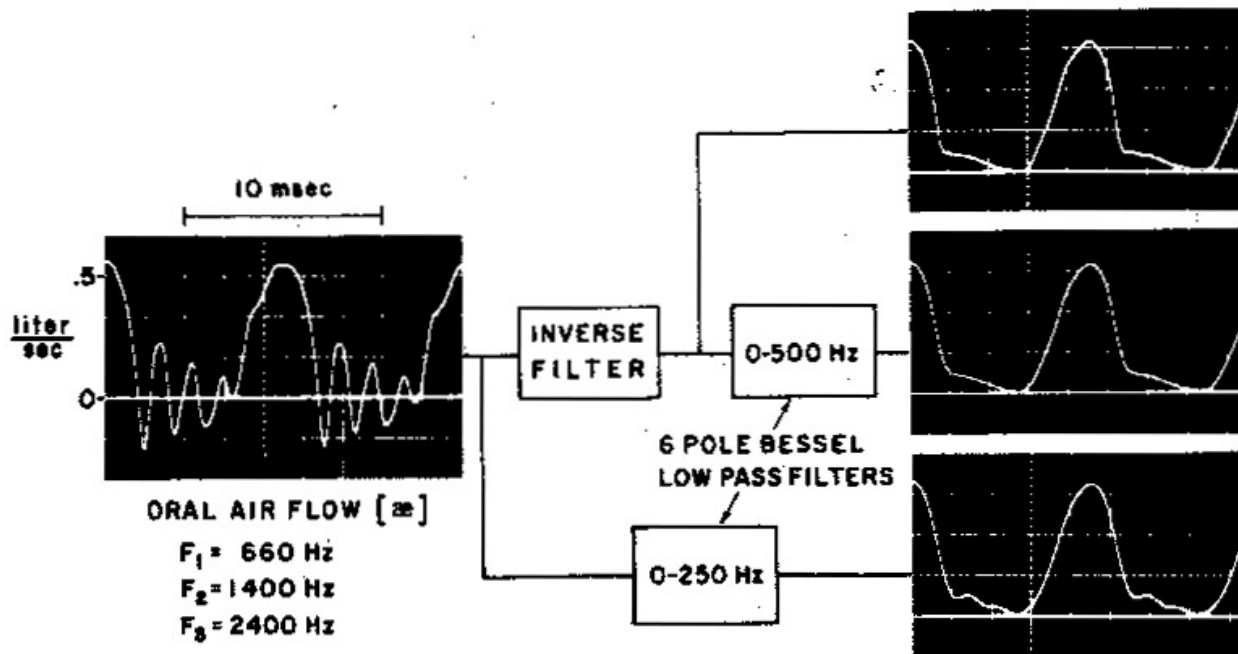 10 msec
.5-
liter
sec
0-
ORAL AIR FLOW [æ]
F₁ = 660 Hz
F₂ = 1400 Hz
F₃ = 2400 Hz
INVERSE
FILTER
0-500 Hz
6 POLE BESSEL
LOW PASS FILTERS
0-250 Hz